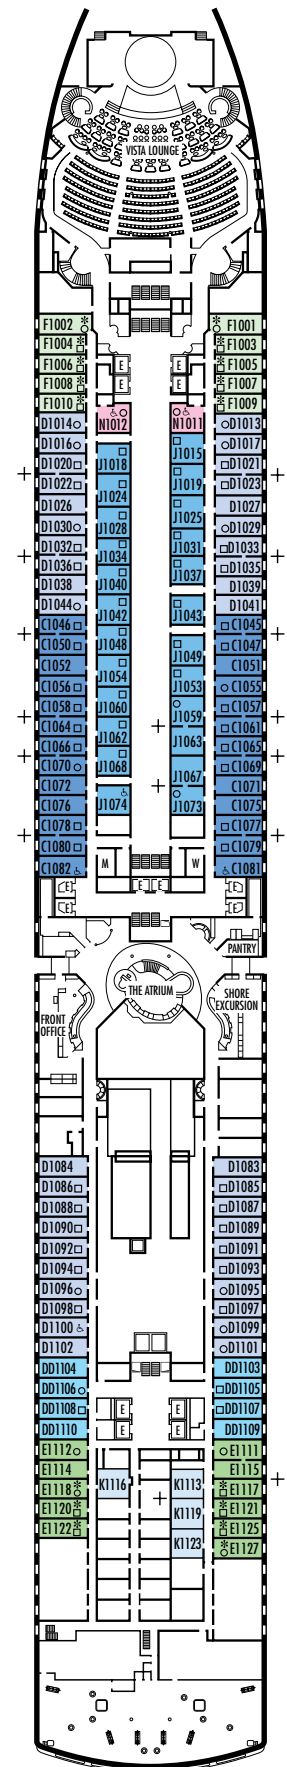 VISTA LOUNGE
F1002 F1001
F1004 F1003
F1006 E E F1005
F1008 E E F1007
F1010 F1009
D1014 N1012 N1011 D1013
D1016 D1017
D1020 J1018 J1015 D1021
D1022 J1024 J1019 D1023
D1026 D1027
D1030 J1028 J1025 D1029
D1032 J1034 J1031 D1033
D1036 D1035
D1038 J1040 J1037 D1039
D1044 J1042 J1043 D1041
C1046 C1045
C1050 J1048 J1049 C1047
C1052 J1054 C1051
C1056 J1053 C1055
C1058 J1060 J1059 C1057
C1064 J1062 J1063 C1061
C1066 C1065
C1070 J1068 J1067 C1069
C1072 C1071
C1076 J1074 J1073 C1075
C1078 C1077
C1080 C1079
C1082 M W C1081
E E E E
E E
PANTRY
THE ATRIUM
FRONT OFFICE
SHORE EXCURSION
D1084 D1083
D1086 D1085
D1088 D1087
D1090 D1089
D1092 D1091
D1094 D1093
D1096 D1095
D1098 D1097
D1100 D1099
D1102 D1101
DD1104 DD1103
DD1106 E E DD1105
DD1108 E E DD1107
DD1110 DD1109
E1112 E1111
E1114 E1115
E1118 K1116 K1113 E1117
E1120 K1119 E1121
E1122 E1125
K1123 E1127